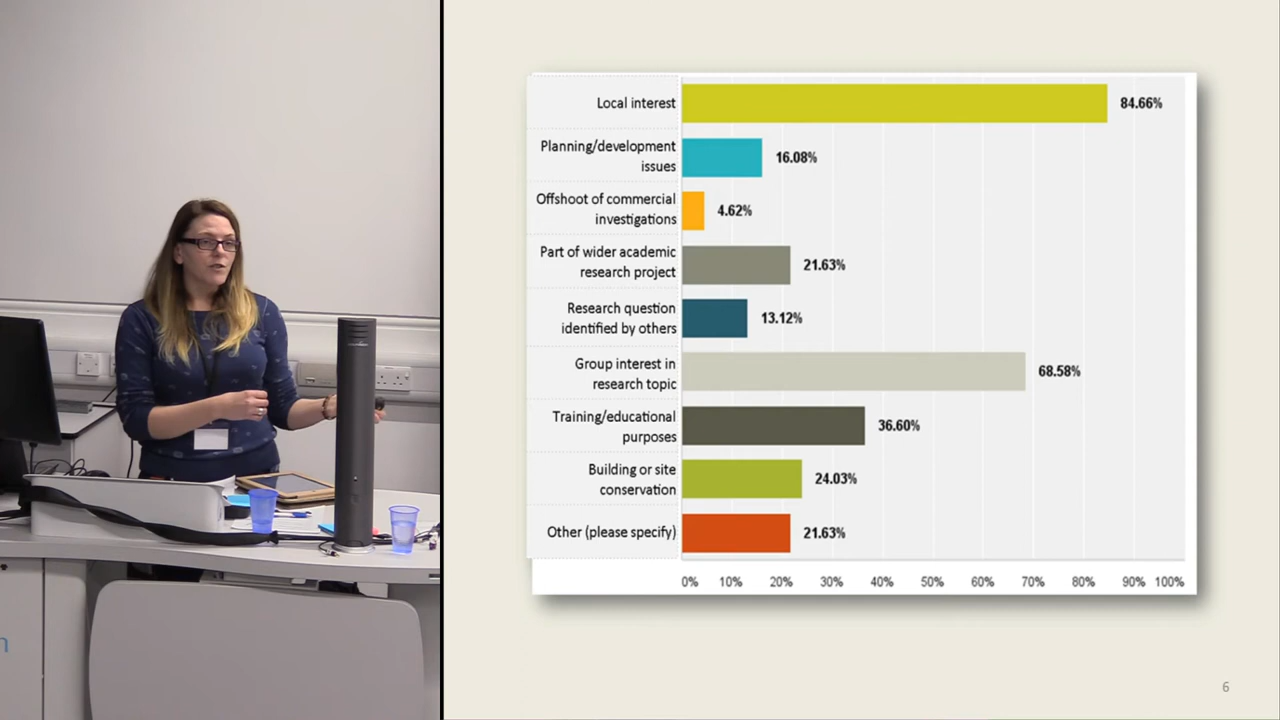 Local interest
84.66%
Planning/development
issues
16.08%
Offshoot of commercial
investigations
4.62%
Part of wider academic
research project
21.63%
Research question
identified by others
13.12%
Group interest in
research topic
68.58%
Training/educational
purposes
36.60%
Building or site
conservation
24.03%
Other (please specify)
21.63%
0% 10% 20% 30% 40% 50% 60% 70% 80% 90% 100%
6